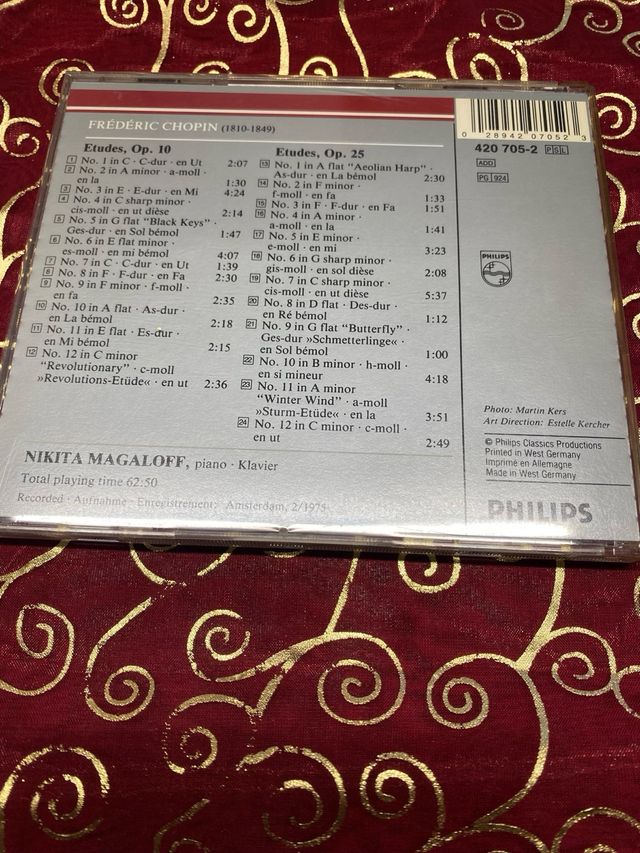 FRÉDÉRIC CHOPIN (1810-1849)
Etudes, Op. 10
1 No. 1 in C · C-dur · en Ut 2:07
2 No. 2 in A minor · a-moll ·
en la 1:30
3 No. 3 in E · E-dur · en Mi 4:24
4 No. 4 in C sharp minor ·
cis-moll · en ut dièse 2:14
5 No. 5 in G flat "Black Keys" ·
Ges-dur · en Sol bémol 1:47
6 No. 6 in E flat minor ·
es-moll · en mi bémol 4:07
7 No. 7 in C · C-dur · en Ut 1:39
8 No. 8 in F · F-dur · en Fa 2:30
9 No. 9 in F minor · f-moll ·
en fa 2:35
10 No. 10 in A flat · As-dur ·
en La bémol 2:18
11 No. 11 in E flat · Es-dur ·
en Mi bémol 2:15
12 No. 12 in C minor
"Revolutionary" · c-moll
»Revolutions-Etüde« · en ut 2:36
Etudes, Op. 25
13 No. 1 in A flat "Aeolian Harp" ·
As-dur · en La bémol 2:30
14 No. 2 in F minor ·
f-moll · en fa 1:33
15 No. 3 in F · F-dur · en Fa 1:51
16 No. 4 in A minor ·
a-moll · en la 1:41
17 No. 5 in E minor ·
e-moll · en mi 3:23
18 No. 6 in G sharp minor ·
gis-moll · en sol dièse 2:08
19 No. 7 in C sharp minor ·
cis-moll · en ut dièse 5:37
20 No. 8 in D flat · Des-dur ·
en Ré bémol 1:12
21 No. 9 in G flat "Butterfly" ·
Ges-dur »Schmetterling« ·
en Sol bémol 1:00
22 No. 10 in B minor · h-moll ·
en si mineur 4:18
23 No. 11 in A minor
"Winter Wind" · a-moll
»Sturm-Etüde« · en la 3:51
24 No. 12 in C minor · c-moll ·
en ut 2:49
NIKITA MAGALOFF, piano · Klavier
Total playing time 62:50
Recorded · Aufnahme · Enregistrement: Amsterdam, 2/1975
0 28942 07052 3
420 705-2 PSL
ADD
PG 924
PHILIPS
Photo: Martin Kers
Art Direction: Estelle Kercher
© Philips Classics Productions
Printed in West Germany
Imprimé en Allemagne
Made in West Germany
PHILIPS